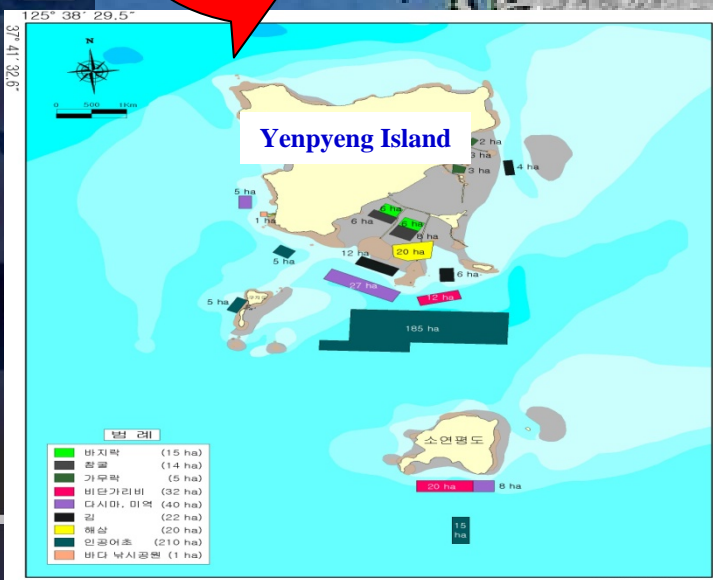 125° 38′ 29.5″
37° 41′ 32.6″
N
0 500 1Km
Yenpyeng Island
2 ha
3 ha
3 ha
4 ha
5 ha
1 ha
6 ha
6 ha
6 ha
8 ha
20 ha
12 ha
5 ha
6 ha
27 ha
12 ha
5 ha
185 ha
소연평도
20 ha
8 ha
15 ha
범 례
바지락 (15 ha)
참굴 (14 ha)
가무락 (5 ha)
비단가리비 (32 ha)
다시마, 미역 (40 ha)
김 (22 ha)
해삼 (20 ha)
인공어초 (210 ha)
바다 낚시공원 (1 ha)